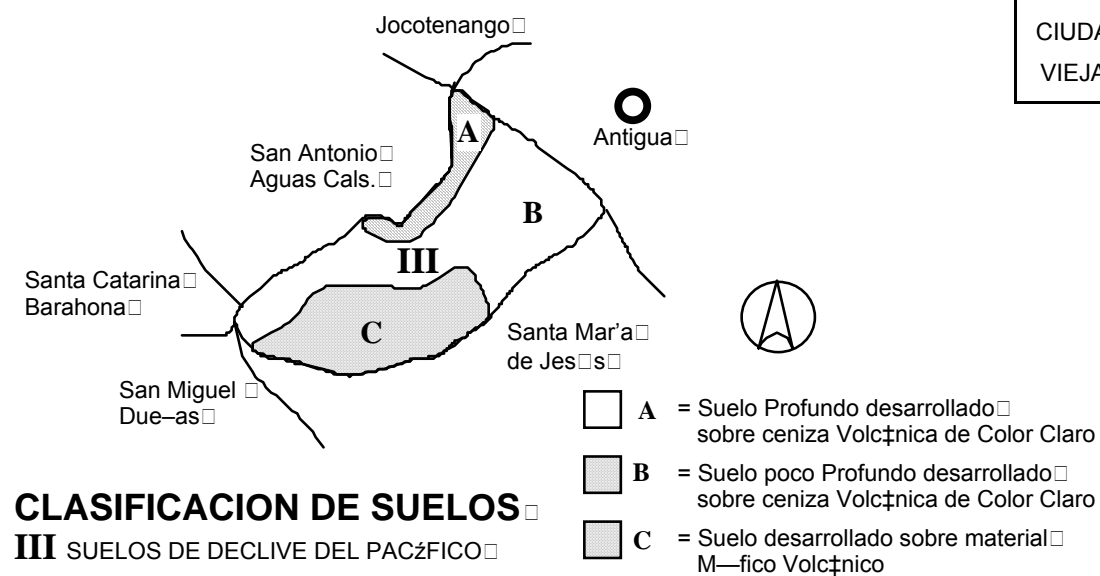 Jocotenango□
CIUDA
VIEJA
A
Antigua□
San Antonio□
Aguas Cals.□
B
III
Santa Catarina□
Barahona□
C
Santa Mar'a□
de Jes□s□
San Miguel □
Due–as□
A = Suelo Profundo desarrollado□
sobre ceniza Volc‡nica de Color Claro
B = Suelo poco Profundo desarrollado□
sobre ceniza Volc‡nica de Color Claro
C = Suelo desarrollado sobre material□
M—fico Volc‡nico
CLASIFICACION DE SUELOS□
III SUELOS DE DECLIVE DEL PACźFICO□